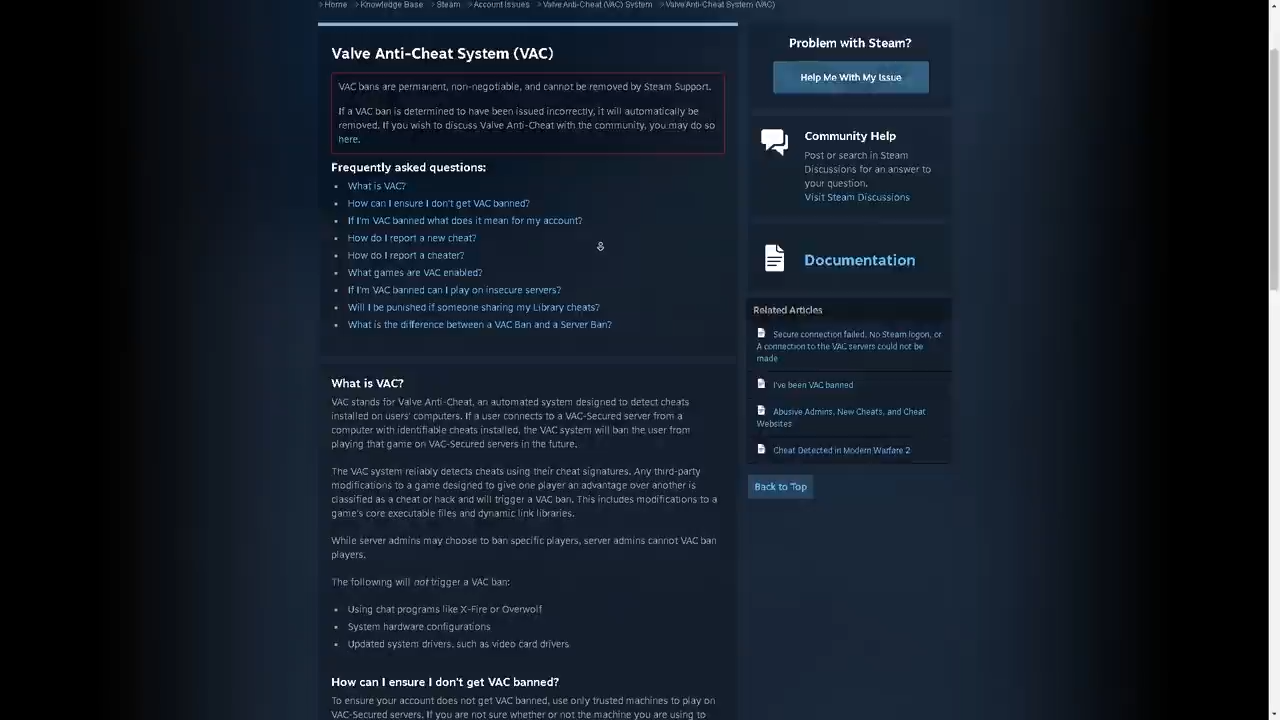 > Home > Knowledge Base > Steam > Account Issues > Valve Anti-Cheat (VAC) System > Valve Anti-Cheat System (VAC)
Valve Anti-Cheat System (VAC)
VAC bans are permanent, non-negotiable, and cannot be removed by Steam Support.
If a VAC ban is determined to have been issued incorrectly, it will automatically be
removed. If you wish to discuss Valve Anti-Cheat with the community, you may do so
here.
Frequently asked questions:
• What is VAC?
• How can I ensure I don't get VAC banned?
• If I'm VAC banned what does it mean for my account?
• How do I report a new cheat?
• How do I report a cheater?
• What games are VAC enabled?
• If I'm VAC banned can I play on insecure servers?
• Will I be punished if someone sharing my Library cheats?
• What is the difference between a VAC Ban and a Server Ban?
What is VAC?
VAC stands for Valve Anti-Cheat, an automated system designed to detect cheats
installed on users' computers. If a user connects to a VAC-Secured server from a
computer with identifiable cheats installed, the VAC system will ban the user from
playing that game on VAC-Secured servers in the future.
The VAC system reliably detects cheats using their cheat signatures. Any third-party
modifications to a game designed to give one player an advantage over another is
classified as a cheat or hack and will trigger a VAC ban. This includes modifications to a
game's core executable files and dynamic link libraries.
While server admins may choose to ban specific players, server admins cannot VAC ban
players.
The following will not trigger a VAC ban:
• Using chat programs like X-Fire or Overwolf
• System hardware configurations
• Updated system drivers, such as video card drivers
How can I ensure I don't get VAC banned?
To ensure your account does not get VAC banned, use only trusted machines to play on
VAC-Secured servers. If you are not sure whether or not the machine you are using to
Problem with Steam?
Help Me With My Issue
Community Help
Post or search in Steam
Discussions for an answer to
your question.
Visit Steam Discussions
Documentation
Related Articles
Secure connection failed, No Steam logon, or
A connection to the VAC servers could not be
made
I've been VAC banned
Abusive Admins, New Cheats, and Cheat
Websites
Cheat Detected in Modern Warfare 2
Back to Top